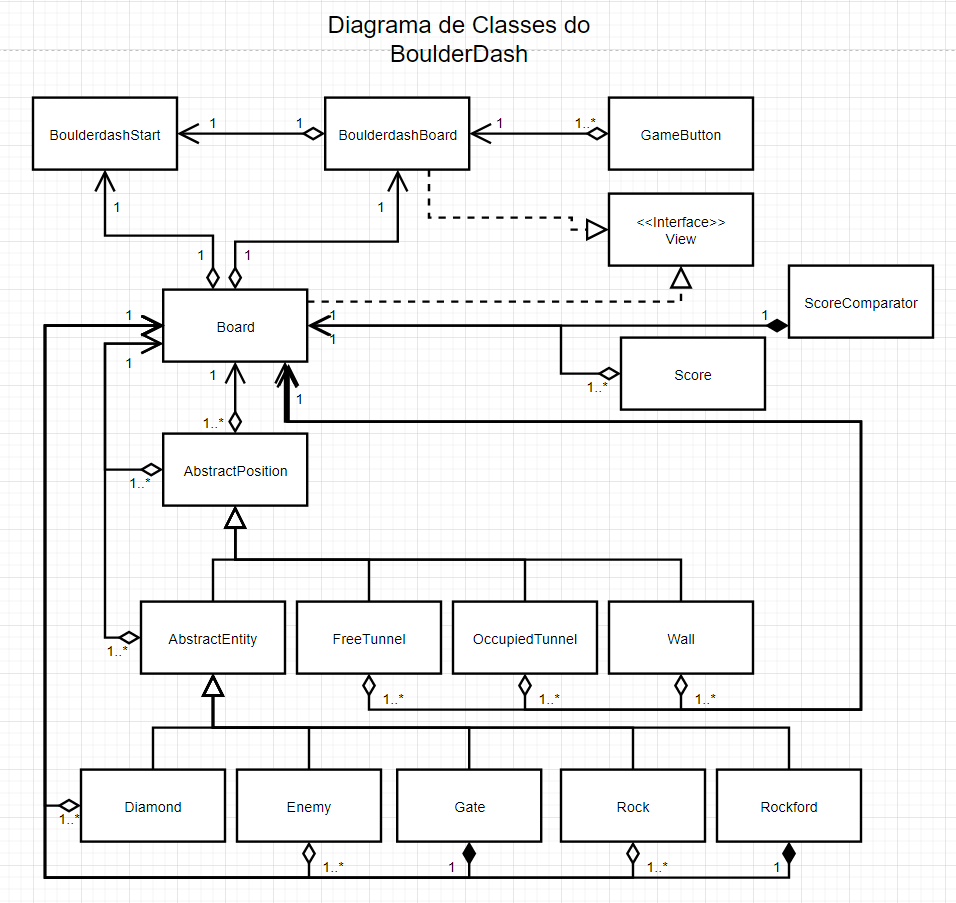 Diagrama de Classes do
BoulderDash
BoulderdashStart
1
1
BoulderdashBoard
1
1..*
GameButton
1
1
<<Interface>>
View
1
1
ScoreComparator
1
1
1
Board
1
1
Score
1..*
1
1
1..*
AbstractPosition
1..*
AbstractEntity
FreeTunnel
OccupiedTunnel
Wall
1..*
1..*
1..*
1..*
Diamond
Enemy
Gate
Rock
Rockford
1..*
1..*
1
1..*
1